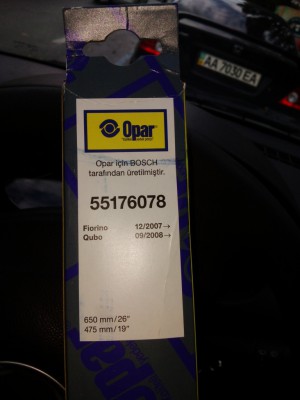 AA 7030 EA
Opar
Opar için BOSCH
tarafından üretilmiştir.
55176078
Fiorino 12/2007→
Qubo 09/2008→
650 mm/26"
475 mm/19"